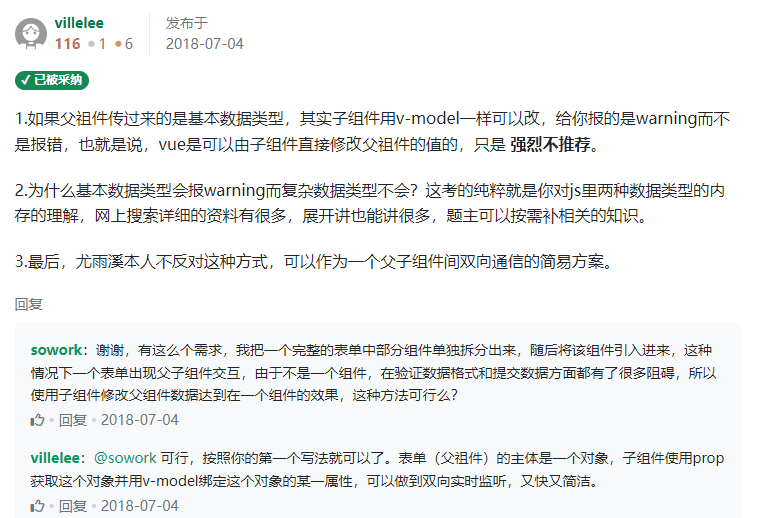 villelee
116 1 6
发布于
2018-07-04
已被采纳
1.如果父祖件传过来的是基本数据类型，其实子组件用v-model一样可以改，给你报的是warning而不
是报错，也就是说，vue是可以由子组件直接修改父祖件的值的，只是 强烈不推荐。
2.为什么基本数据类型会报warning而复杂数据类型不会？这考的纯粹就是你对js里两种数据类型的内
存的理解，网上搜索详细的资料有很多，展开讲也能讲很多，题主可以按需补相关的知识。
3.最后，尤雨溪本人不反对这种方式，可以作为一个父子组件间双向通信的简易方案。
回复
sowork：谢谢，有这么个需求，我把一个完整的表单中部分组件单独拆分出来，随后将该组件引入进来，这种
情况下一个表单出现父子组件交互，由于不是一个组件，在验证数据格式和提交数据方面都有了很多阻碍，所以
使用子组件修改父组件数据达到在一个组件的效果，这种方法可行么？
回复 2018-07-04
villelee：@sowork 可行，按照你的第一个写法就可以了。表单（父祖件）的主体是一个对象，子组件使用prop
获取这个对象并用v-model绑定这个对象的某一属性，可以做到双向实时监听，又快又简洁。
回复 2018-07-04